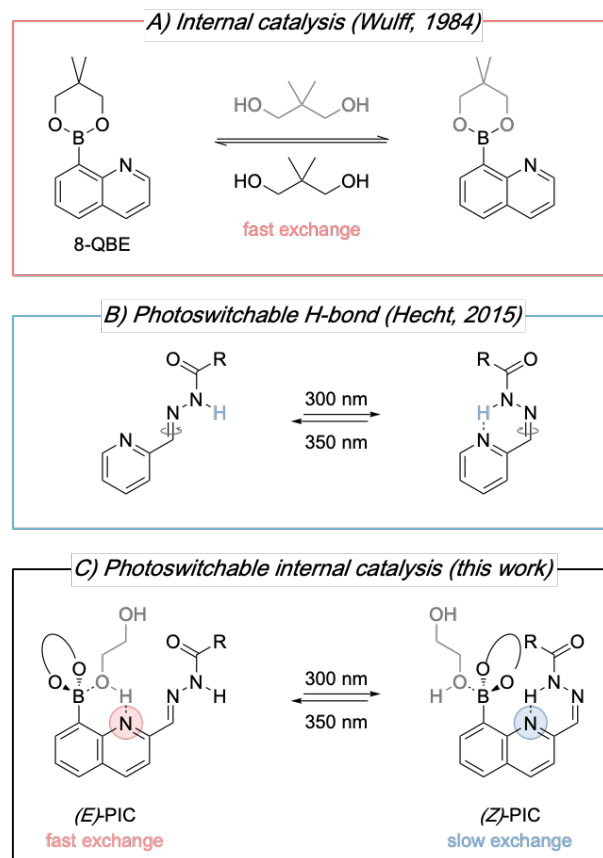 A) Internal catalysis (Wulff, 1984)
HO OH
O O
B
N
HO OH
8-QBE
fast exchange
O O
B
N
B) Photoswitchable H-bond (Hecht, 2015)
O R
N
N H
N
300 nm
350 nm
R O
N
H N
N
C) Photoswitchable internal catalysis (this work)
OH
O R
O O
B O H
N
N N
H
300 nm
350 nm
OH
R O
H O B O O
H N N
N
(E)-PIC
fast exchange
(Z)-PIC
slow exchange